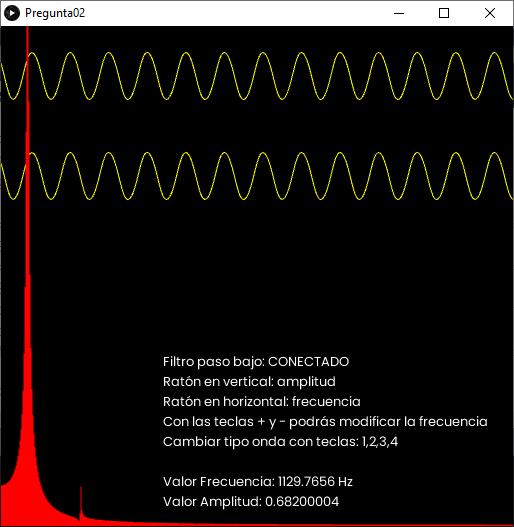 Pregunta02
Filtro paso bajo: CONECTADO
Ratón en vertical: amplitud
Ratón en horizontal: frecuencia
Con las teclas + y - podrás modificar la frecuencia
Cambiar tipo onda con teclas: 1,2,3,4
Valor Frecuencia: 1129.7656 Hz
Valor Amplitud: 0.68200004